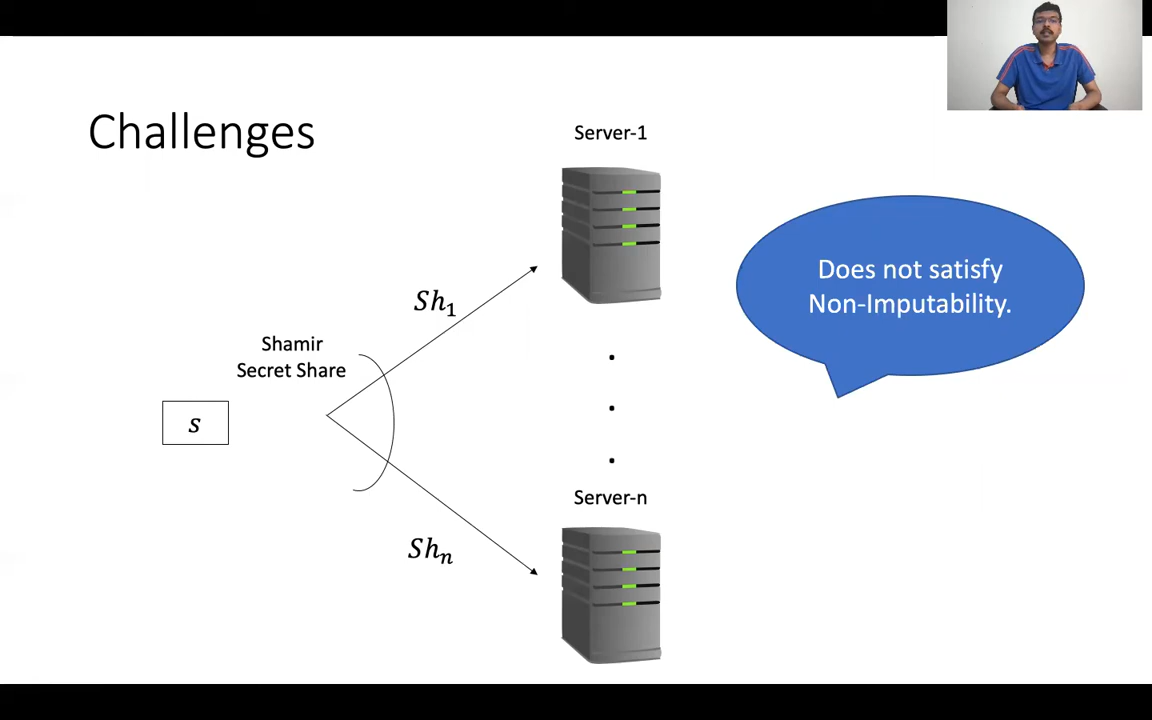 Challenges
Server-1
Does not satisfy
Non-Imputability.
Sh₁
Shamir
Secret Share
s
Server-n
Shₙ